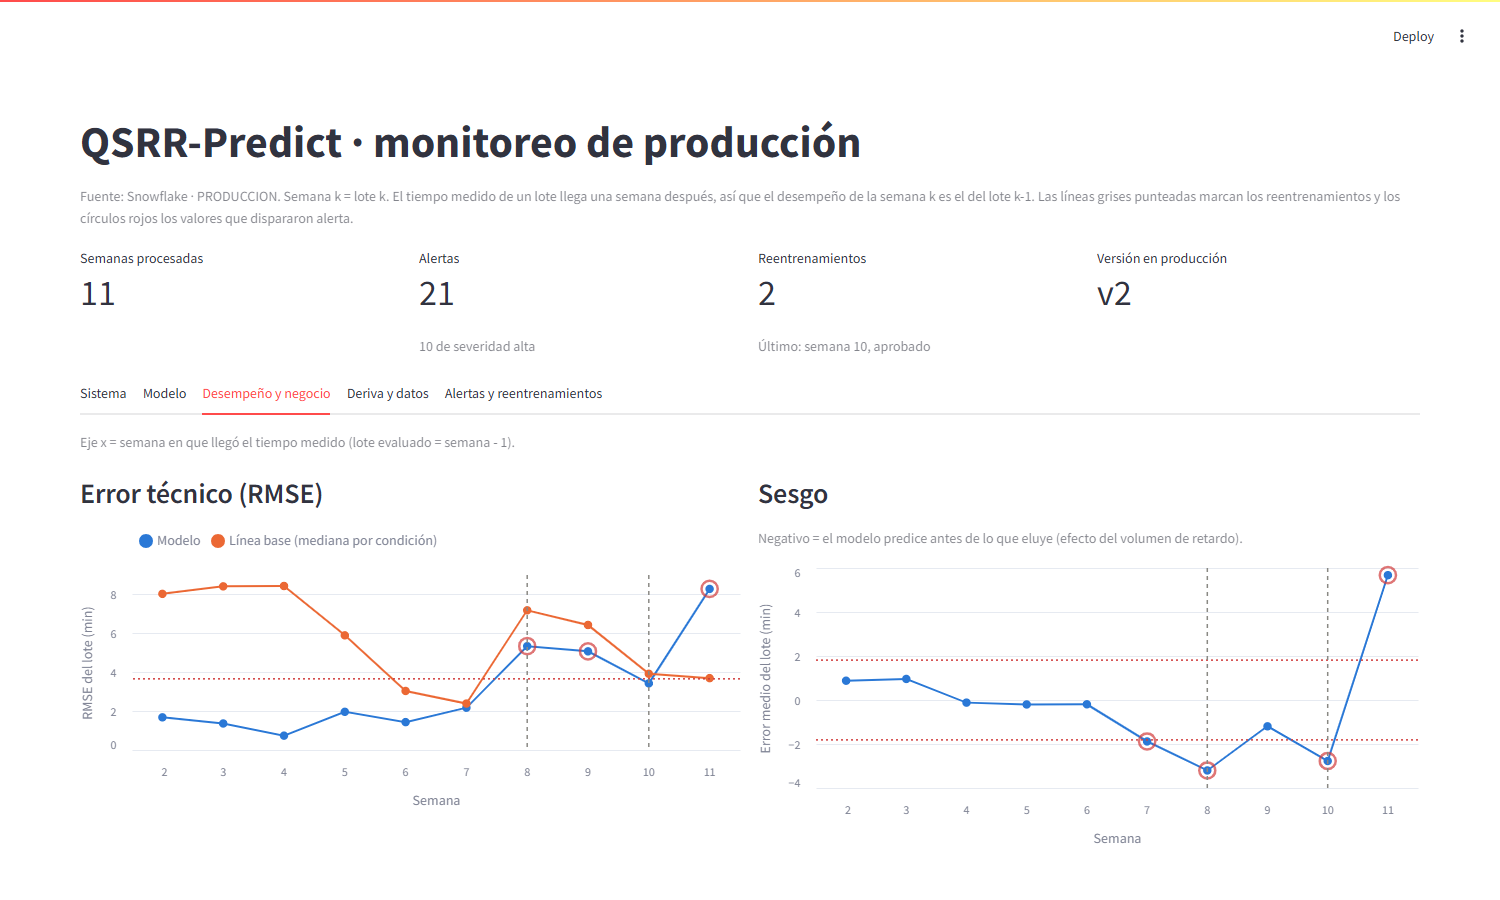 Deploy
QSRR-Predict · monitoreo de producción
Fuente: Snowflake · PRODUCCION. Semana k = lote k. El tiempo medido de un lote llega una semana después, así que el desempeño de la semana k es el del lote k-1. Las líneas grises punteadas marcan los reentrenamientos y los
círculos rojos los valores que dispararon alerta.
Semanas procesadas
11
Alertas
21
10 de severidad alta
Reentrenamientos
2
Último: semana 10, aprobado
Versión en producción
v2
Sistema Modelo Desempeño y negocio Deriva y datos Alertas y reentrenamientos
Eje x = semana en que llegó el tiempo medido (lote evaluado = semana - 1).
Error técnico (RMSE)
Modelo Línea base (mediana por condición)
RMSE del lote (min)
8
6
4
2
0
2 3 4 5 6 7 8 9 10 11
Semana
Sesgo
Negativo = el modelo predice antes de lo que eluye (efecto del volumen de retardo).
Error medio del lote (min)
6
4
2
0
−2
−4
2 3 4 5 6 7 8 9 10 11
Semana